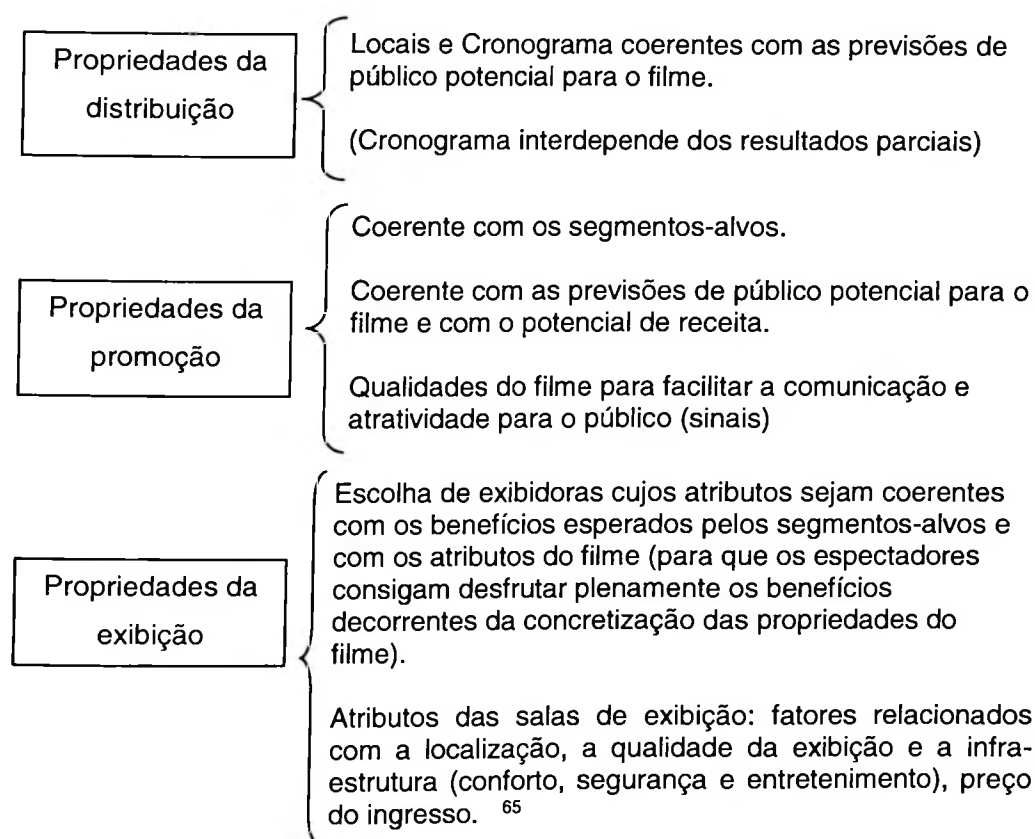 Propriedades da
distribuição
Locais e Cronograma coerentes com as previsões de
público potencial para o filme.
(Cronograma interdepende dos resultados parciais)
Propriedades da
promoção
Coerente com os segmentos-alvos.
Coerente com as previsões de público potencial para o
filme e com o potencial de receita.
Qualidades do filme para facilitar a comunicação e
atratividade para o público (sinais)
Propriedades da
exibição
Escolha de exibidoras cujos atributos sejam coerentes
com os benefícios esperados pelos segmentos-alvos e
com os atributos do filme (para que os espectadores
consigam desfrutar plenamente os benefícios
decorrentes da concretização das propriedades do
filme).
Atributos das salas de exibição: fatores relacionados
com a localização, a qualidade da exibição e a infra-
estrutura (conforto, segurança e entretenimento), preço
do ingresso. 65